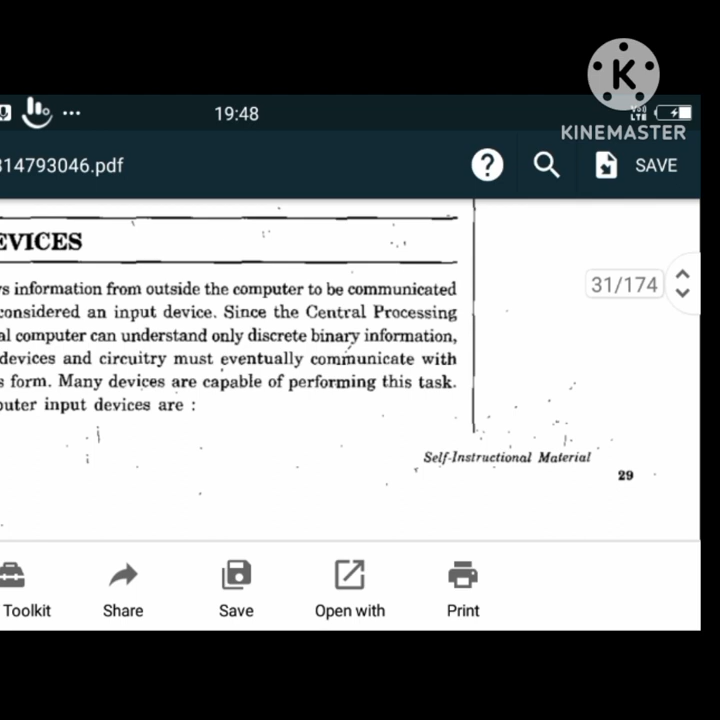 KINEMASTER
19:48
VoD
LTE
314793046.pdf
SAVE
EVICES
31/174
s information from outside the computer to be communicated
considered an input device. Since the Central Processing
al computer can understand only discrete binary information,
devices and circuitry must eventually communicate with
s form. Many devices are capable of performing this task.
puter input devices are :
Self-Instructional Material
29
Toolkit
Share
Save
Open with
Print